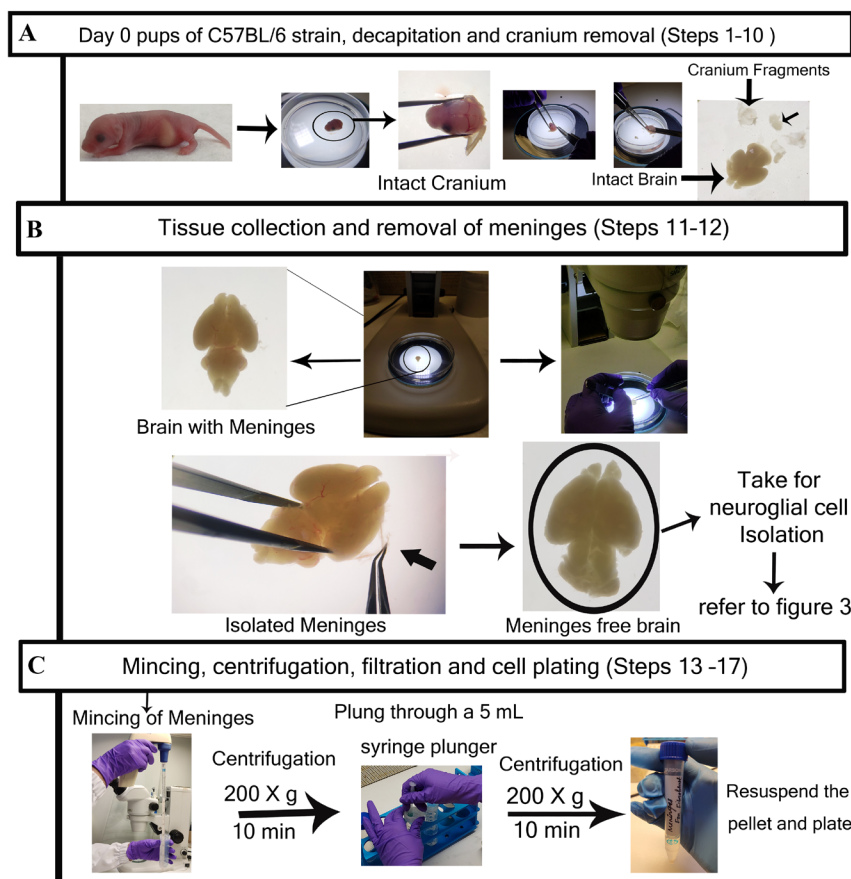 A
Day 0 pups of C57BL/6 strain, decapitation and cranium removal (Steps 1-10 )
Cranium Fragments
Intact Cranium
Intact Brain
B
Tissue collection and removal of meninges (Steps 11-12)
Brain with Meninges
Isolated Meninges
Meninges free brain
Take for
neuroglial cell
Isolation
refer to figure 3
C
Mincing, centrifugation, filtration and cell plating (Steps 13 -17)
Mincing of Meninges
Centrifugation
200 X g
10 min
Plung through a 5 mL
syringe plunger
Centrifugation
200 X g
10 min
Resuspend the
pellet and plate